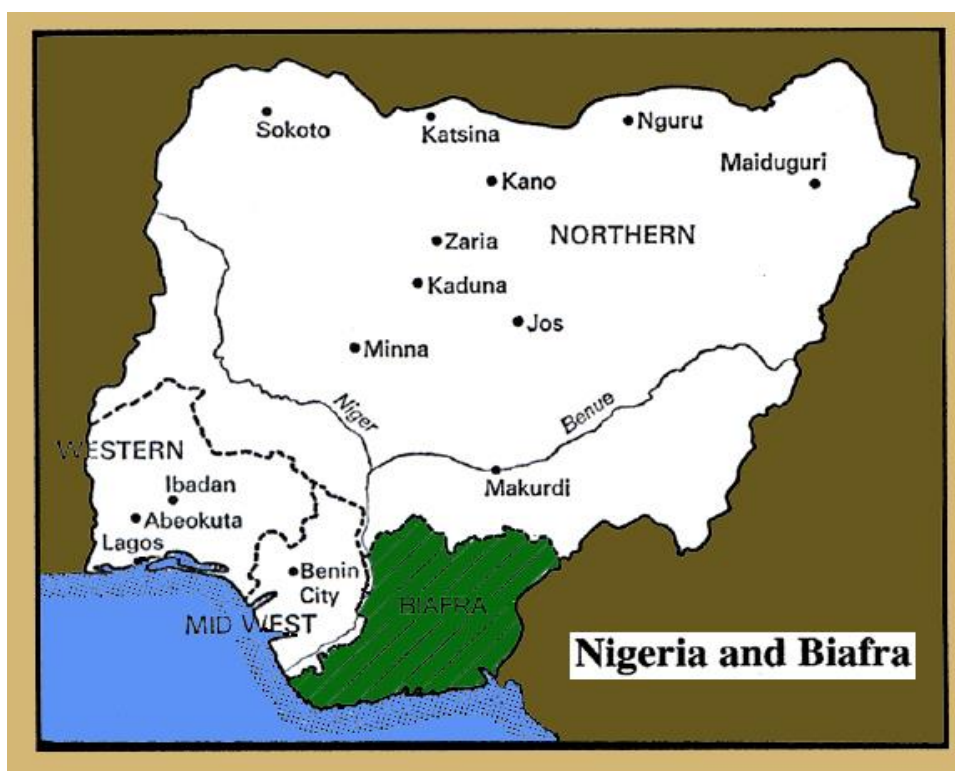 Sokoto
Katsina
Nguru
Maiduguri
Kano
Zaria
NORTHERN
Kaduna
Jos
Minna
Niger
Benue
WESTERN
Makurdi
Ibadan
Abeokuta
Lagos
Benin
City
BIAFRA
MID WEST
Nigeria and Biafra